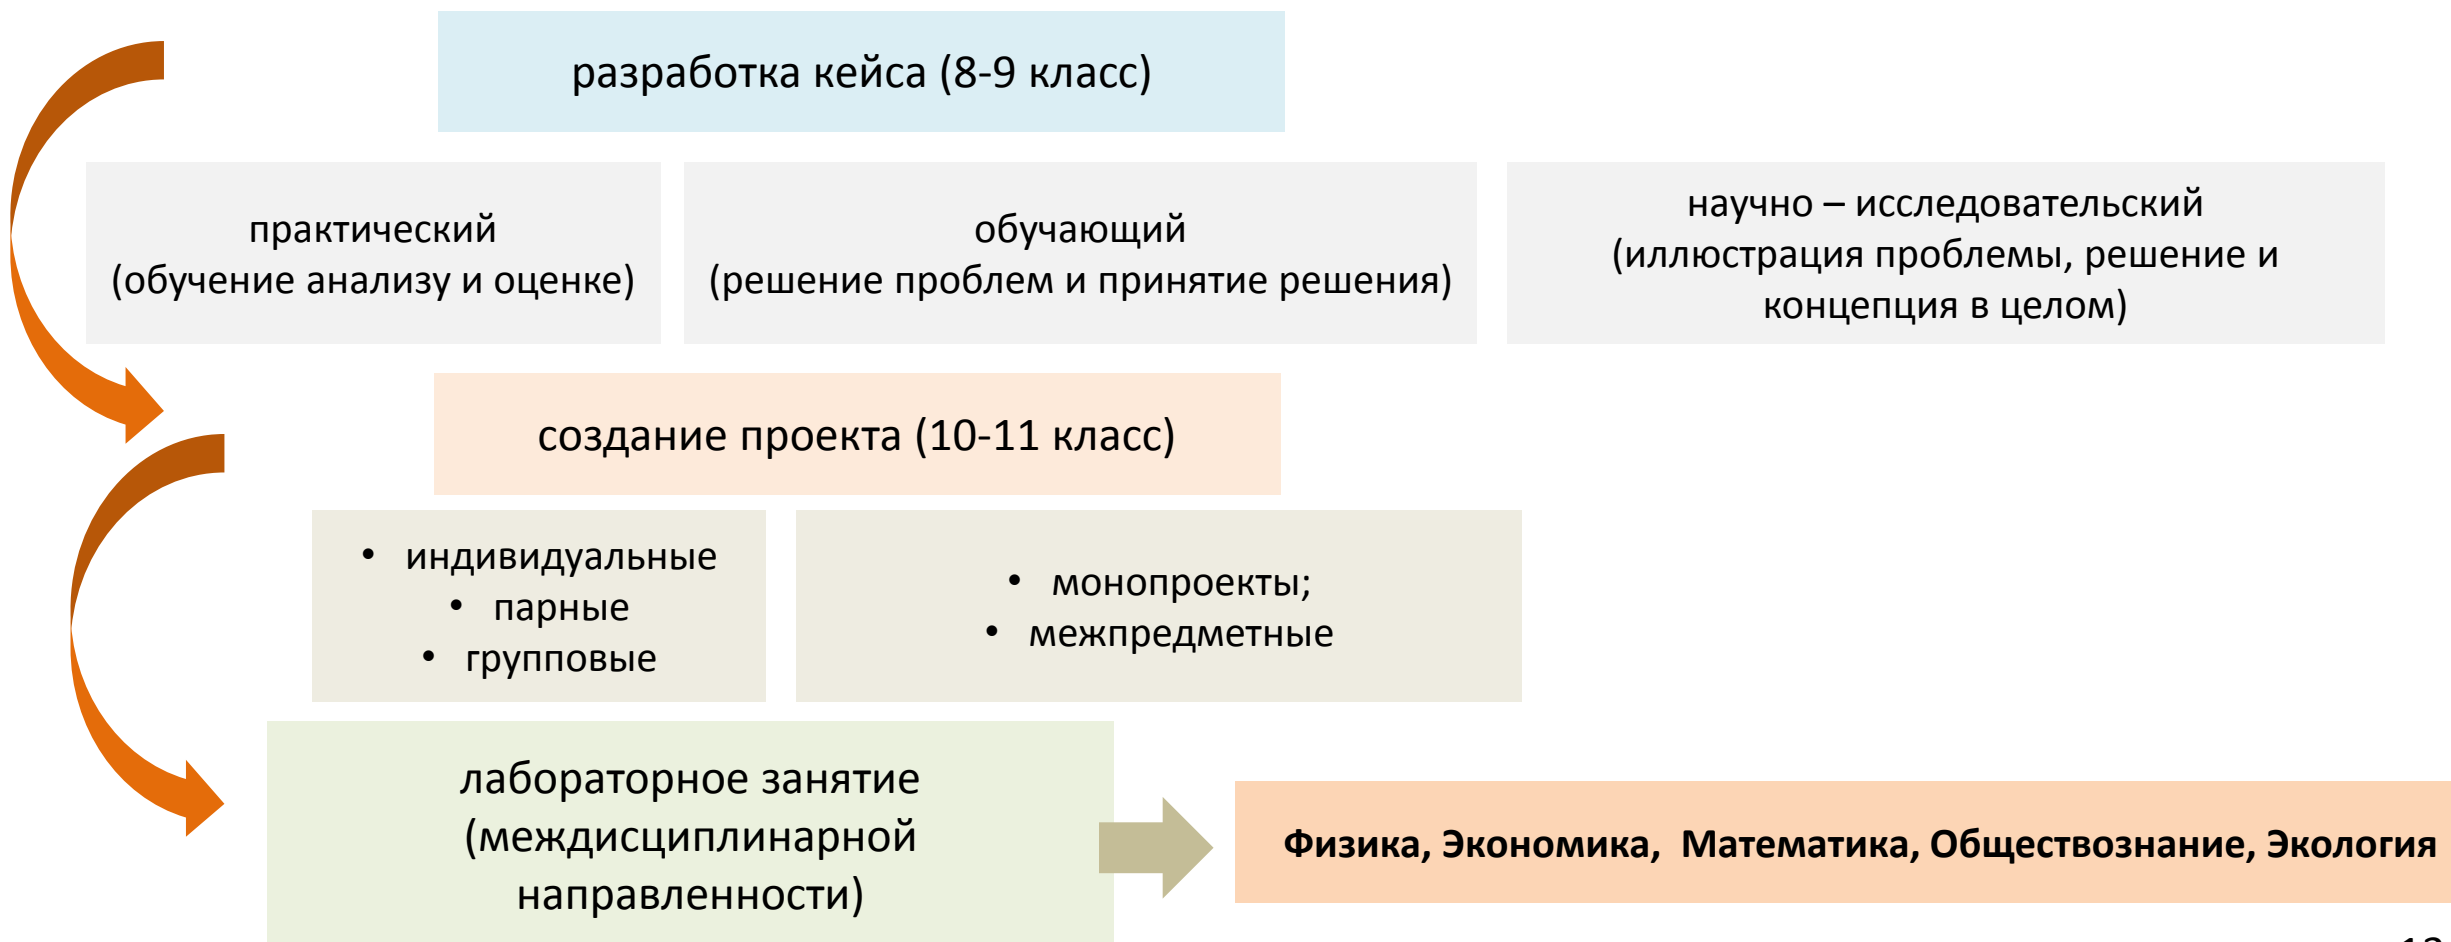 разработка кейса (8-9 класс)
практический
(обучение анализу и оценке)
обучающий
(решение проблем и принятие решения)
научно – исследовательский
(иллюстрация проблемы, решение и
концепция в целом)
создание проекта (10-11 класс)
• индивидуальные
• парные
• групповые
• монопроекты;
• межпредметные
лабораторное занятие
(междисциплинарной
направленности)
Физика, Экономика,  Математика, Обществознание, Экология